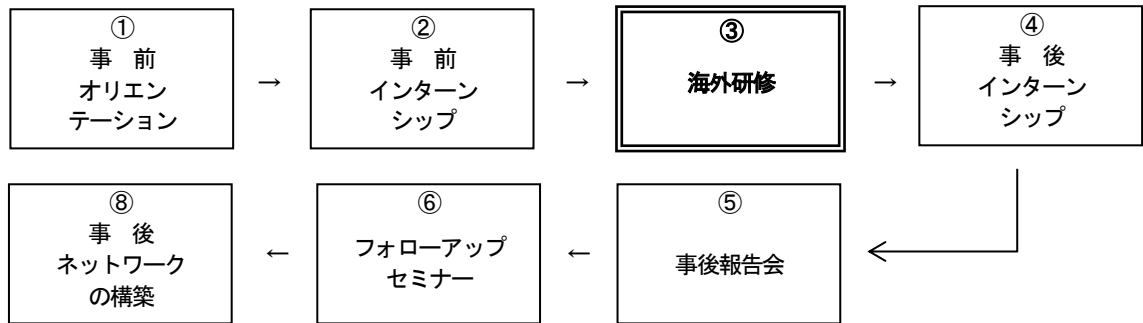 ①
事 前
オリエン
テーション
→
②
事 前
インターン
シップ
→
③
海外研修
→
④
事 後
インターン
シップ
⑤
事後報告会
←
⑥
フォローアップ
セミナー
←
⑧
事 後
ネットワーク
の構築